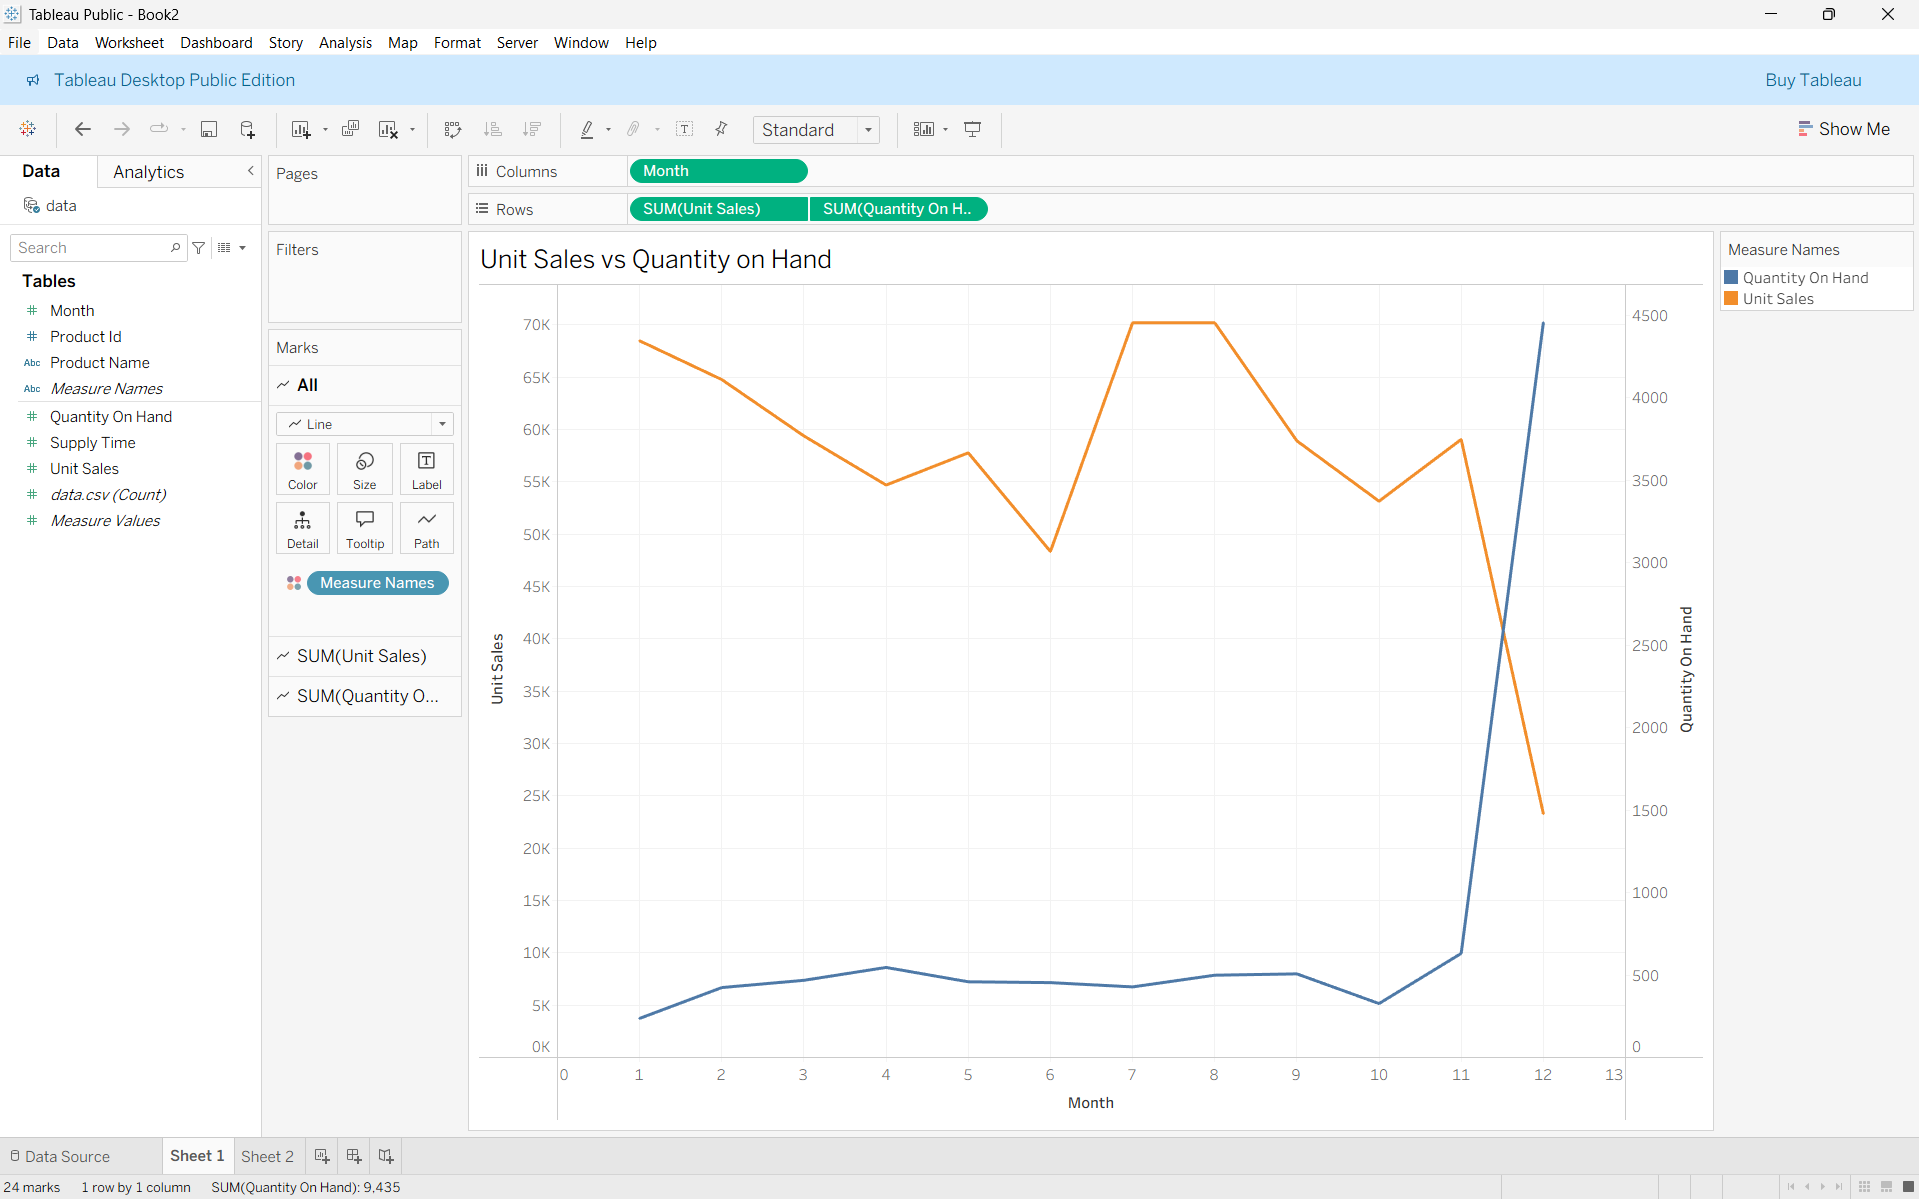 Tableau Public - Book2
File Data Worksheet Dashboard Story Analysis Map Format Server Window Help
Tableau Desktop Public Edition
Buy Tableau
Standard
Show Me
Data
Analytics
data
Search
Tables
Month
Product Id
Abc Product Name
Abc Measure Names
Quantity On Hand
Supply Time
Unit Sales
data.csv (Count)
Measure Values
Pages
Filters
Marks
All
Line
Color Size Label
Detail Tooltip Path
Measure Names
SUM(Unit Sales)
SUM(Quantity O...
Columns
Month
Rows
SUM(Unit Sales) SUM(Quantity On H..
Unit Sales vs Quantity on Hand
Unit Sales
70K
65K
60K
55K
50K
45K
40K
35K
30K
25K
20K
15K
10K
5K
0K
4500
4000
3500
3000
2500
2000
1500
1000
500
0
Quantity On Hand
0 1 2 3 4 5 6 7 8 9 10 11 12 13
Month
Measure Names
Quantity On Hand
Unit Sales
Data Source Sheet 1 Sheet 2
24 marks 1 row by 1 column SUM(Quantity On Hand): 9,435